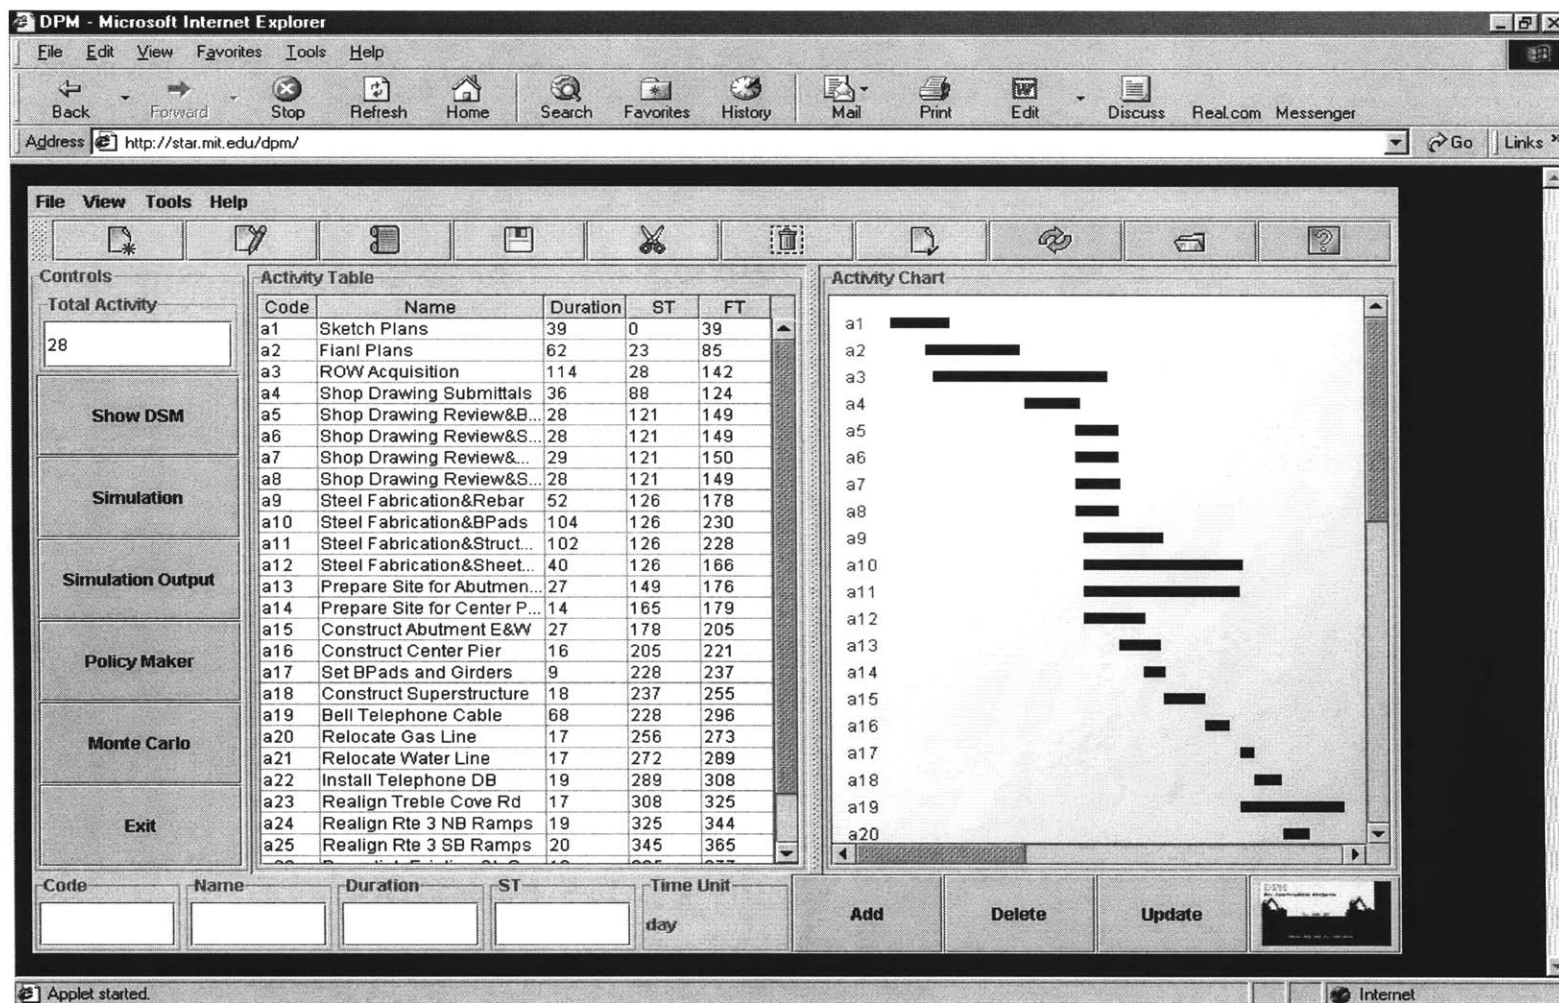 DPM - Microsoft Internet Explorer
File Edit View Favorites Tools Help
Back Forward Stop Refresh Home Search Favorites History Mail Print Edit Discuss Real.com Messenger
Address http://star.mit.edu/dpm/ Go Links »
File View Tools Help
Controls
Total Activity
28
Show DSM
Simulation
Simulation Output
Policy Maker
Monte Carlo
Exit
Activity Table
Code Name Duration ST FT
a1 Sketch Plans 39 0 39
a2 Fianl Plans 62 23 85
a3 ROW Acquisition 114 28 142
a4 Shop Drawing Submittals 36 88 124
a5 Shop Drawing Review&B... 28 121 149
a6 Shop Drawing Review&S... 28 121 149
a7 Shop Drawing Review&... 29 121 150
a8 Shop Drawing Review&S... 28 121 149
a9 Steel Fabrication&Rebar 52 126 178
a10 Steel Fabrication&BPads 104 126 230
a11 Steel Fabrication&Struct... 102 126 228
a12 Steel Fabrication&Sheet... 40 126 166
a13 Prepare Site for Abutmen... 27 149 176
a14 Prepare Site for Center P... 14 165 179
a15 Construct Abutment E&W 27 178 205
a16 Construct Center Pier 16 205 221
a17 Set BPads and Girders 9 228 237
a18 Construct Superstructure 18 237 255
a19 Bell Telephone Cable 68 228 296
a20 Relocate Gas Line 17 256 273
a21 Relocate Water Line 17 272 289
a22 Install Telephone DB 19 289 308
a23 Realign Treble Cove Rd 17 308 325
a24 Realign Rte 3 NB Ramps 19 325 344
a25 Realign Rte 3 SB Ramps 20 345 365
Activity Chart
a1
a2
a3
a4
a5
a6
a7
a8
a9
a10
a11
a12
a13
a14
a15
a16
a17
a18
a19
a20
Code Name Duration ST Time Unit
day
Add Delete Update
DPM
Applet started. Internet